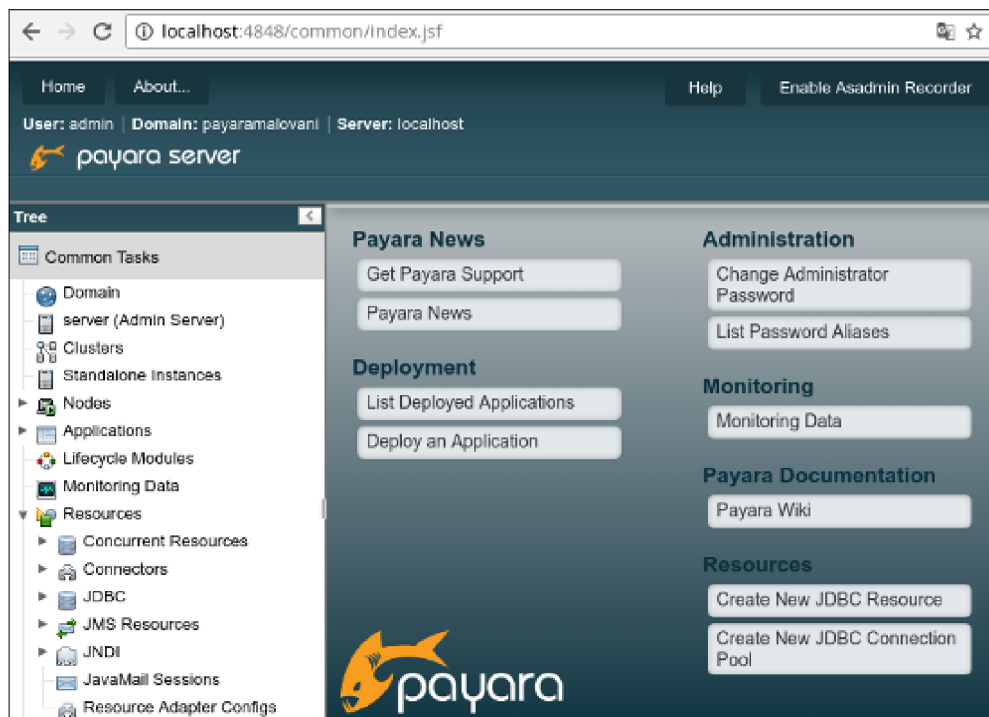 localhost:4848/common/index.jsf
Home About... Help Enable Asadmin Recorder
User: admin | Domain: payaramalovani | Server: localhost
payara server
Tree
Common Tasks
Domain
server (Admin Server)
Clusters
Standalone Instances
Nodes
Applications
Lifecycle Modules
Monitoring Data
Resources
Concurrent Resources
Connectors
JDBC
JMS Resources
JNDI
JavaMail Sessions
Resource Adapter Configs
Payara News
Get Payara Support
Payara News
Deployment
List Deployed Applications
Deploy an Application
Administration
Change Administrator
Password
List Password Aliases
Monitoring
Monitoring Data
Payara Documentation
Payara Wiki
Resources
Create New JDBC Resource
Create New JDBC Connection
Pool
payara